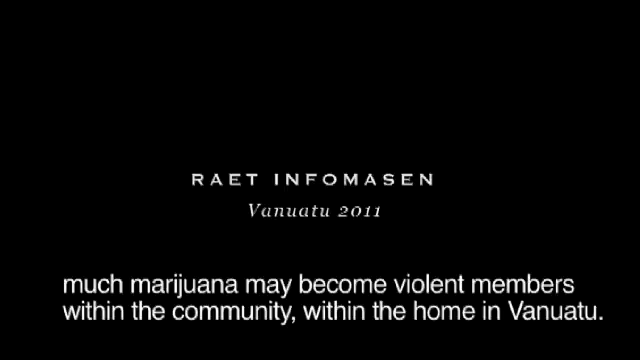 RAET INFOMASEN
Vanuatu 2011
much marijuana may become violent members
within the community, within the home in Vanuatu.